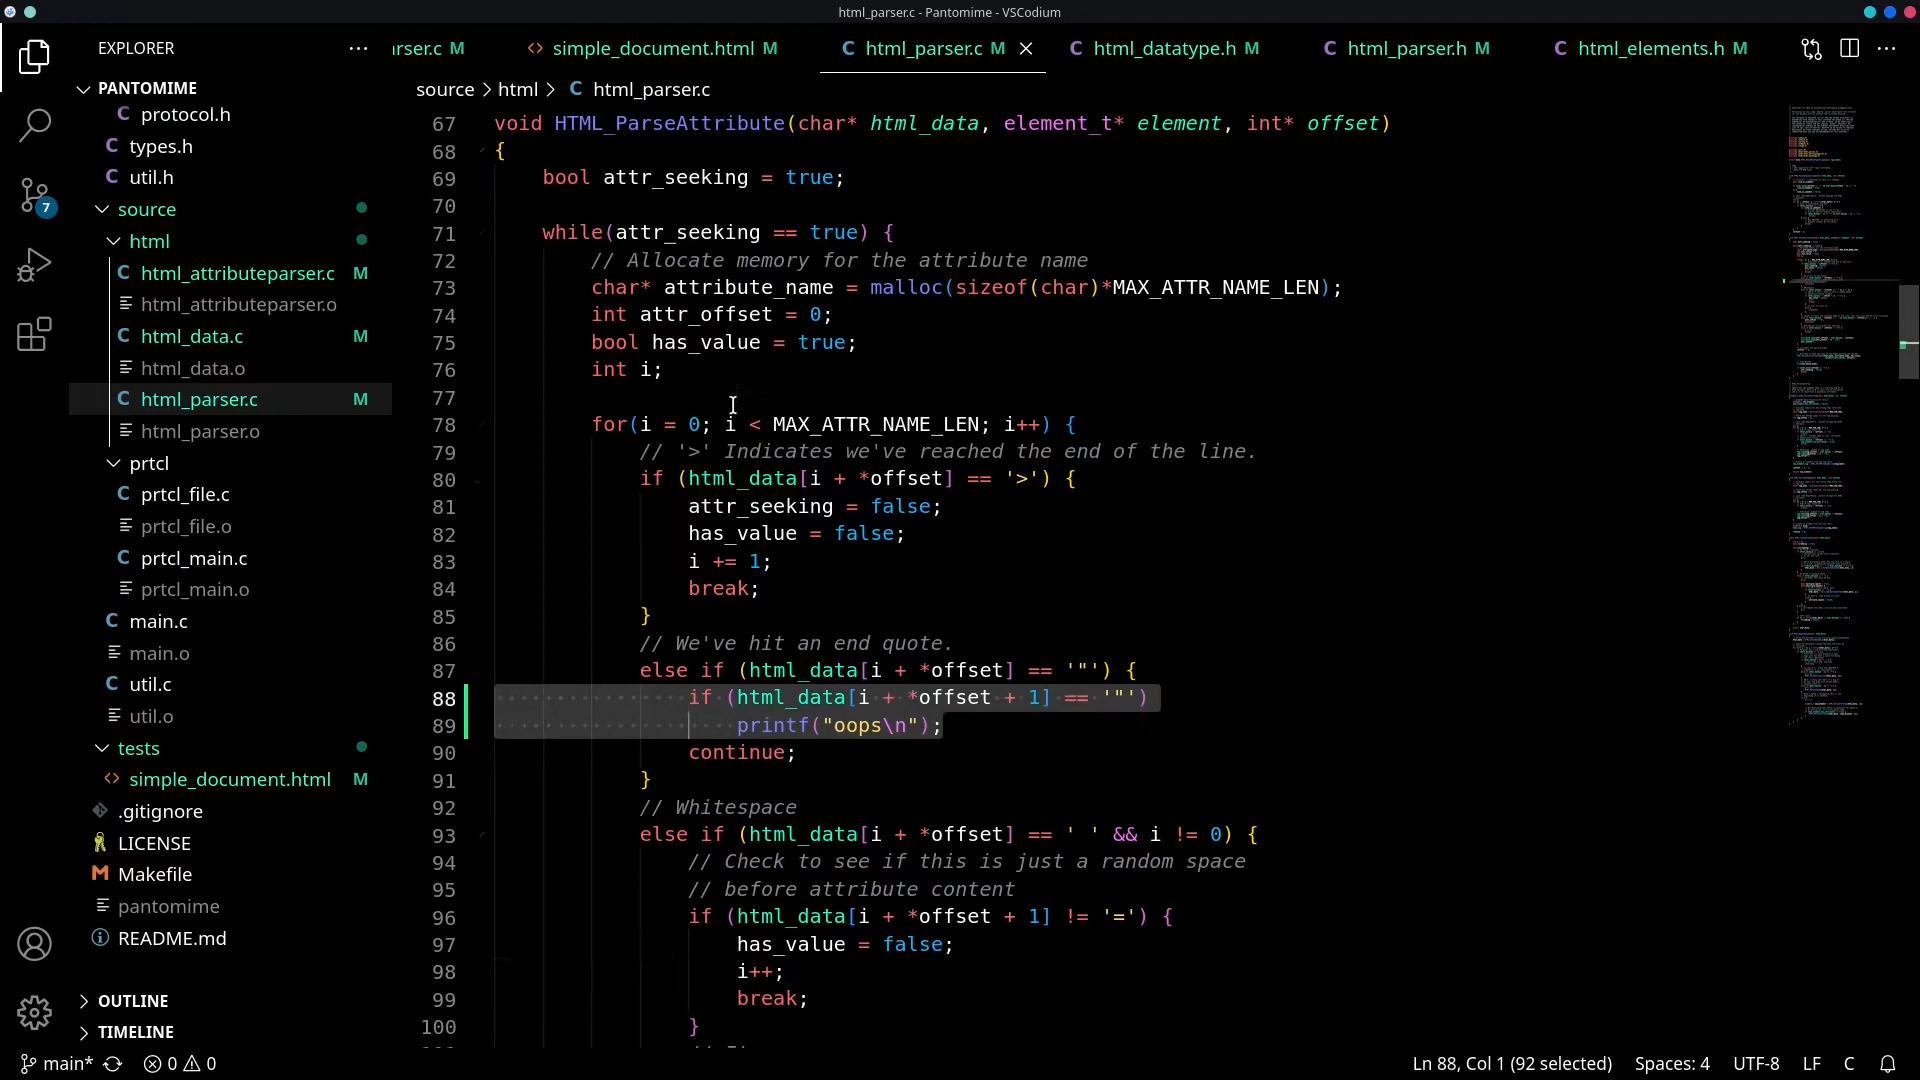 html_parser.c - Pantomime - VSCodium
EXPLORER
rser.c M
simple_document.html M
C html_parser.c M
C html_datatype.h M
C html_parser.h M
C html_elements.h M
PANTOMIME
C protocol.h
C types.h
C util.h
source
html
C html_attributeparser.c M
html_attributeparser.o
C html_data.c M
html_data.o
C html_parser.c M
html_parser.o
prtcl
C prtcl_file.c
prtcl_file.o
C prtcl_main.c
prtcl_main.o
C main.c
main.o
C util.c
util.o
tests
simple_document.html M
.gitignore
LICENSE
M Makefile
pantomime
README.md
OUTLINE
TIMELINE
7
source > html > C html_parser.c
67 void HTML_ParseAttribute(char* html_data, element_t* element, int* offset)
68 {
69     bool attr_seeking = true;
70
71     while(attr_seeking == true) {
72         // Allocate memory for the attribute name
73         char* attribute_name = malloc(sizeof(char)*MAX_ATTR_NAME_LEN);
74         int attr_offset = 0;
75         bool has_value = true;
76         int i;
77
78         for(i = 0; i < MAX_ATTR_NAME_LEN; i++) {
79             // '>' Indicates we've reached the end of the line.
80             if (html_data[i + *offset] == '>') {
81                 attr_seeking = false;
82                 has_value = false;
83                 i += 1;
84                 break;
85             }
86             // We've hit an end quote.
87             else if (html_data[i + *offset] == '"') {
88                 if (html_data[i + *offset + 1] == '"')
89                     printf("oops\n");
90                 continue;
91             }
92             // Whitespace
93             else if (html_data[i + *offset] == ' ' && i != 0) {
94                 // Check to see if this is just a random space
95                 // before attribute content
96                 if (html_data[i + *offset + 1] != '=') {
97                     has_value = false;
98                     i++;
99                     break;
100                 }
main* 0 0 Ln 88, Col 1 (92 selected) Spaces: 4 UTF-8 LF C